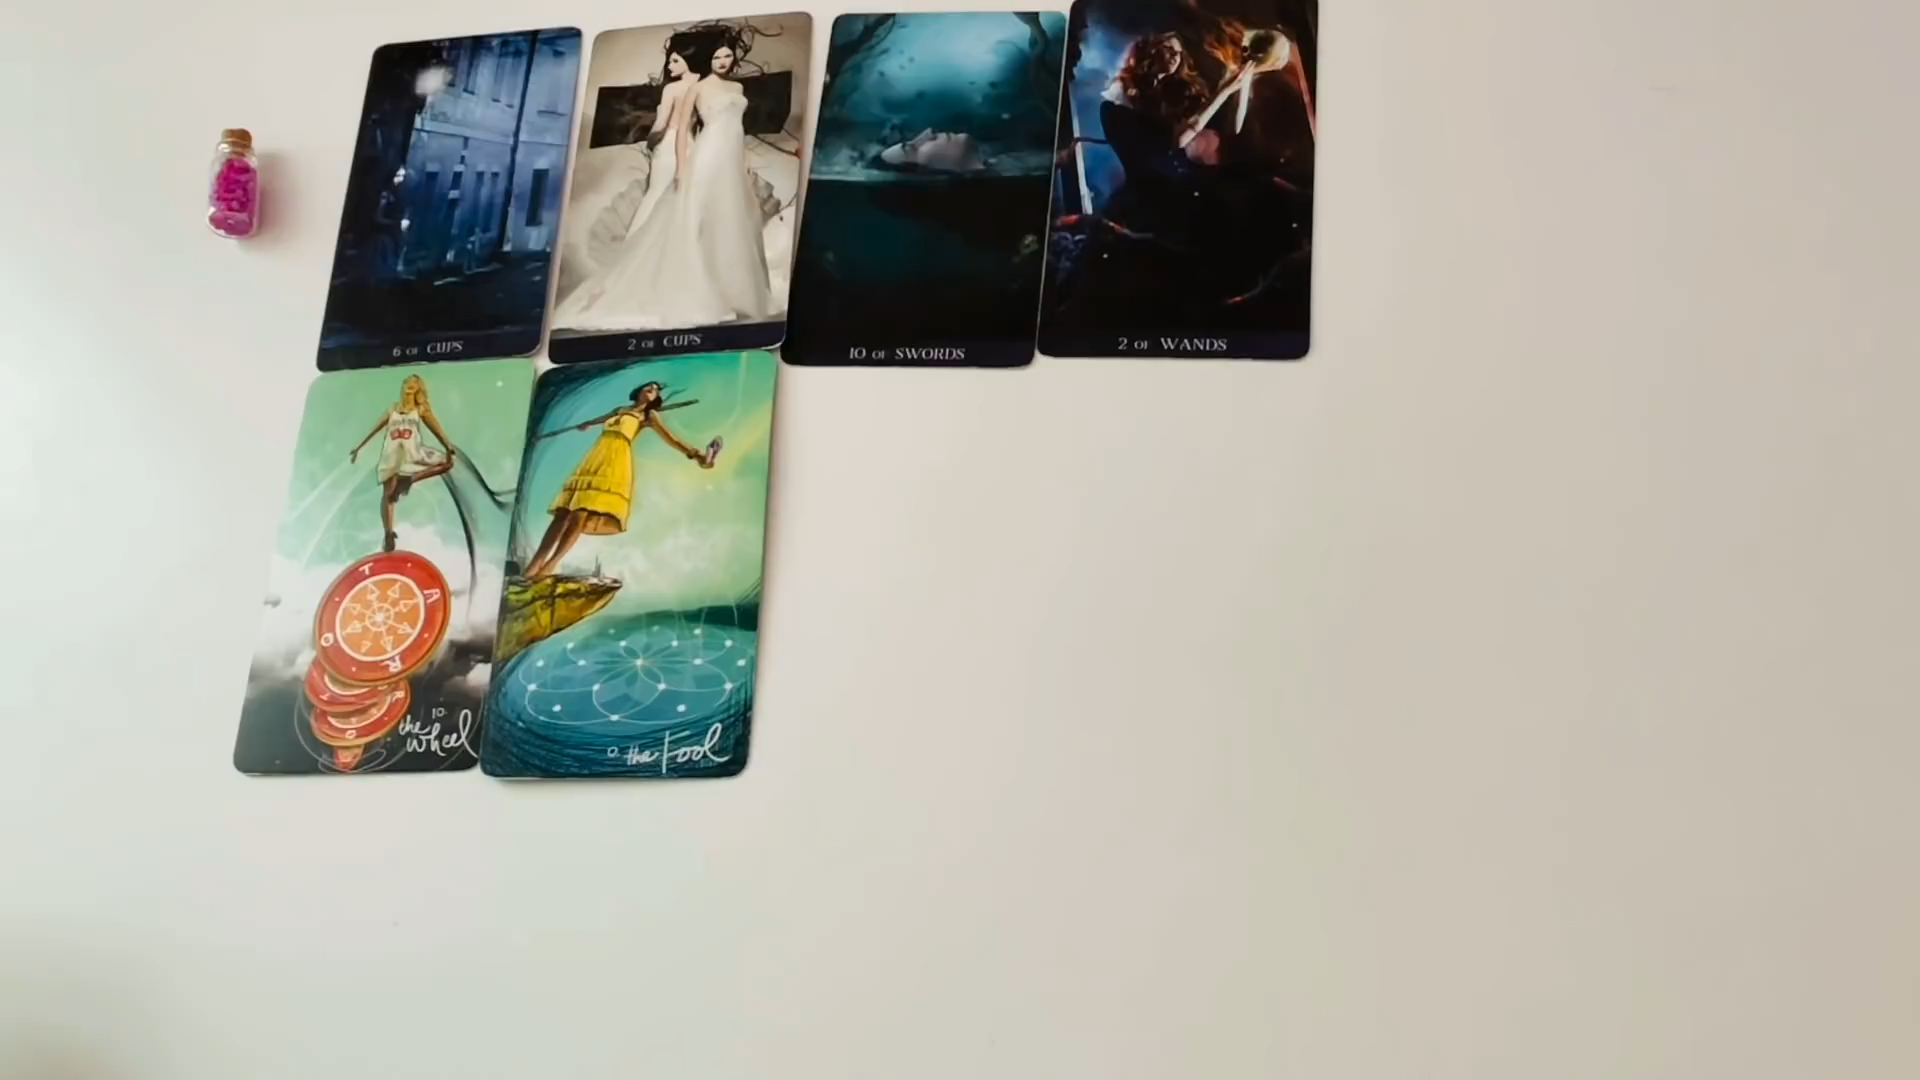 6 OF CUPS
2 OF CUPS
10 OF SWORDS
2 OF WANDS
T A R O
10.
the wheel
0. the Fool